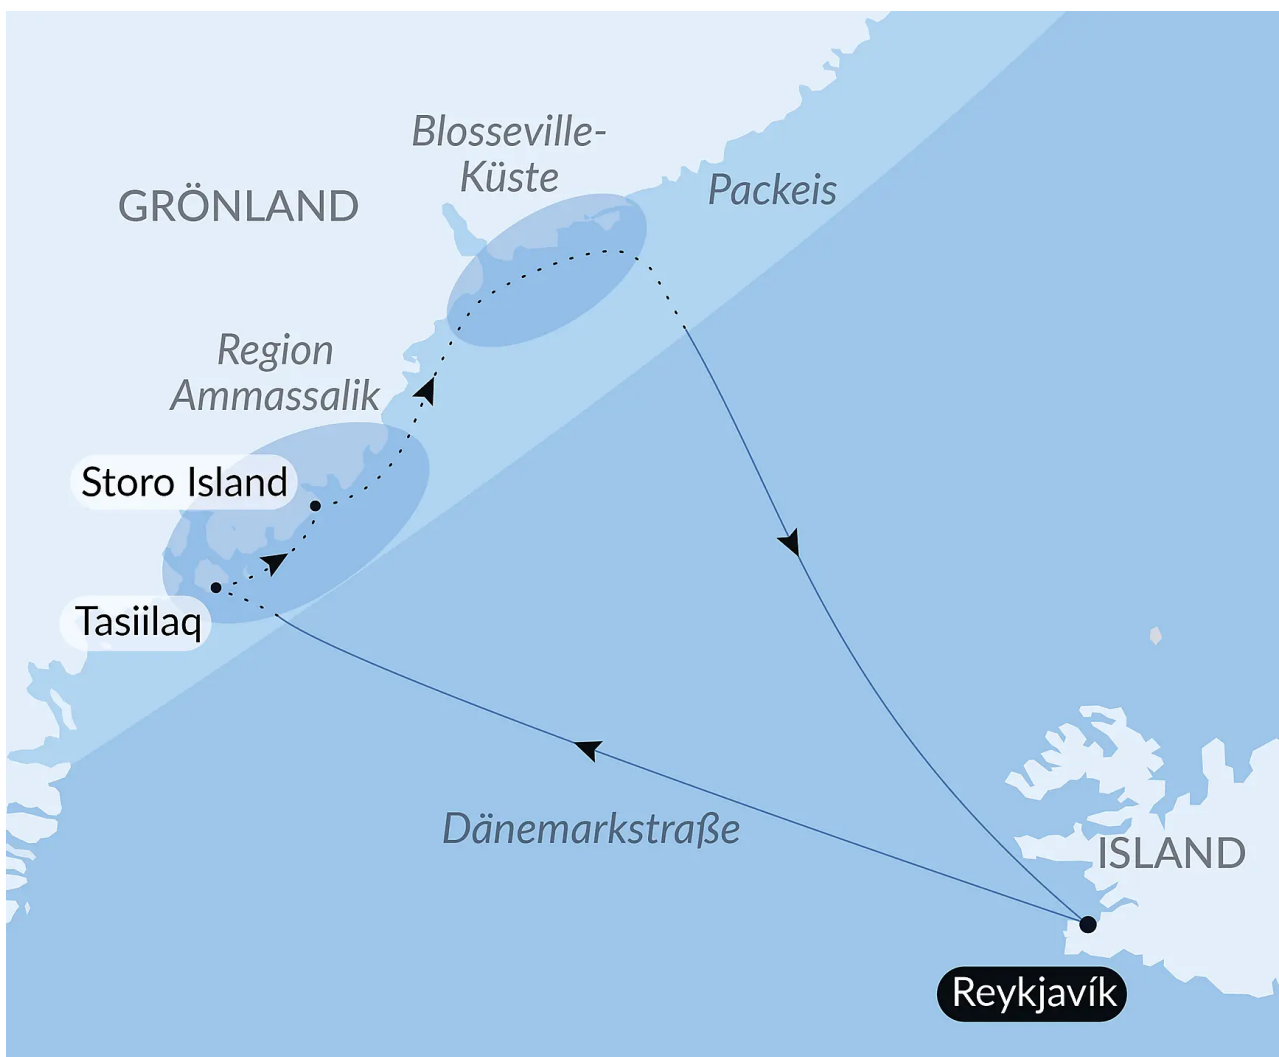 Blosseville-
Küste
GRÖNLAND
Packeis
Region
Ammassalik
Storo Island
Tasiilaq
Dänemarkstraße
ISLAND
Reykjavík